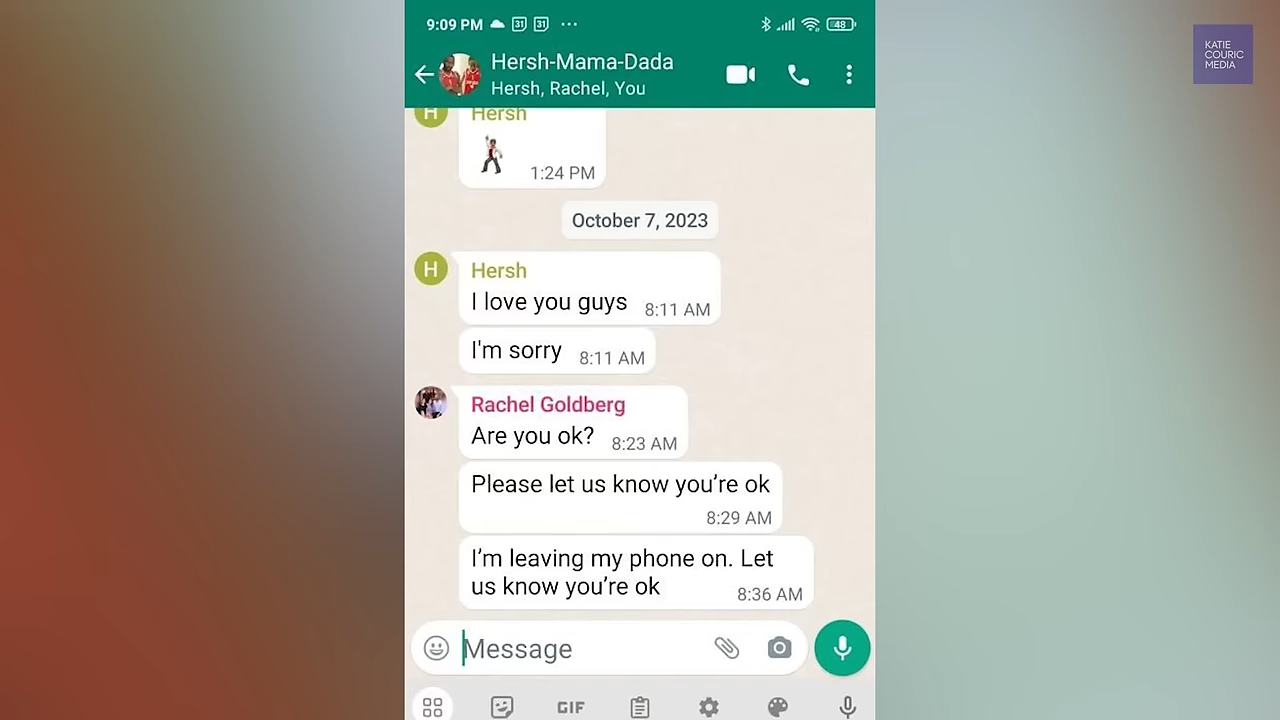 9:09 PM 31 31 ... 48
KATIE
COURIC
MEDIA
Hersh-Mama-Dada
Hersh, Rachel, You
H Hersh
1:24 PM
October 7, 2023
H Hersh
I love you guys 8:11 AM
I'm sorry 8:11 AM
Rachel Goldberg
Are you ok? 8:23 AM
Please let us know you’re ok
8:29 AM
I’m leaving my phone on. Let
us know you’re ok 8:36 AM
Message
GIF